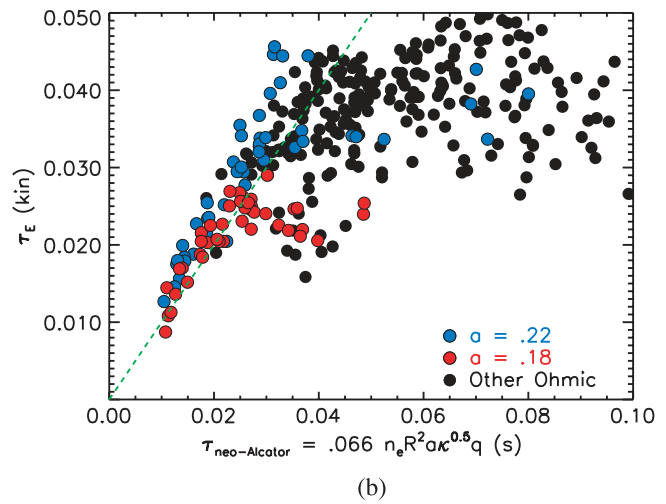 0.050
0.040
0.030
0.020
0.010
τE (kin)
a = .22
a = .18
Other Ohmic
0.00 0.02 0.04 0.06 0.08 0.10
τneo-Alcator = .066 neR²aκ⁰·⁵q (s)
(b)